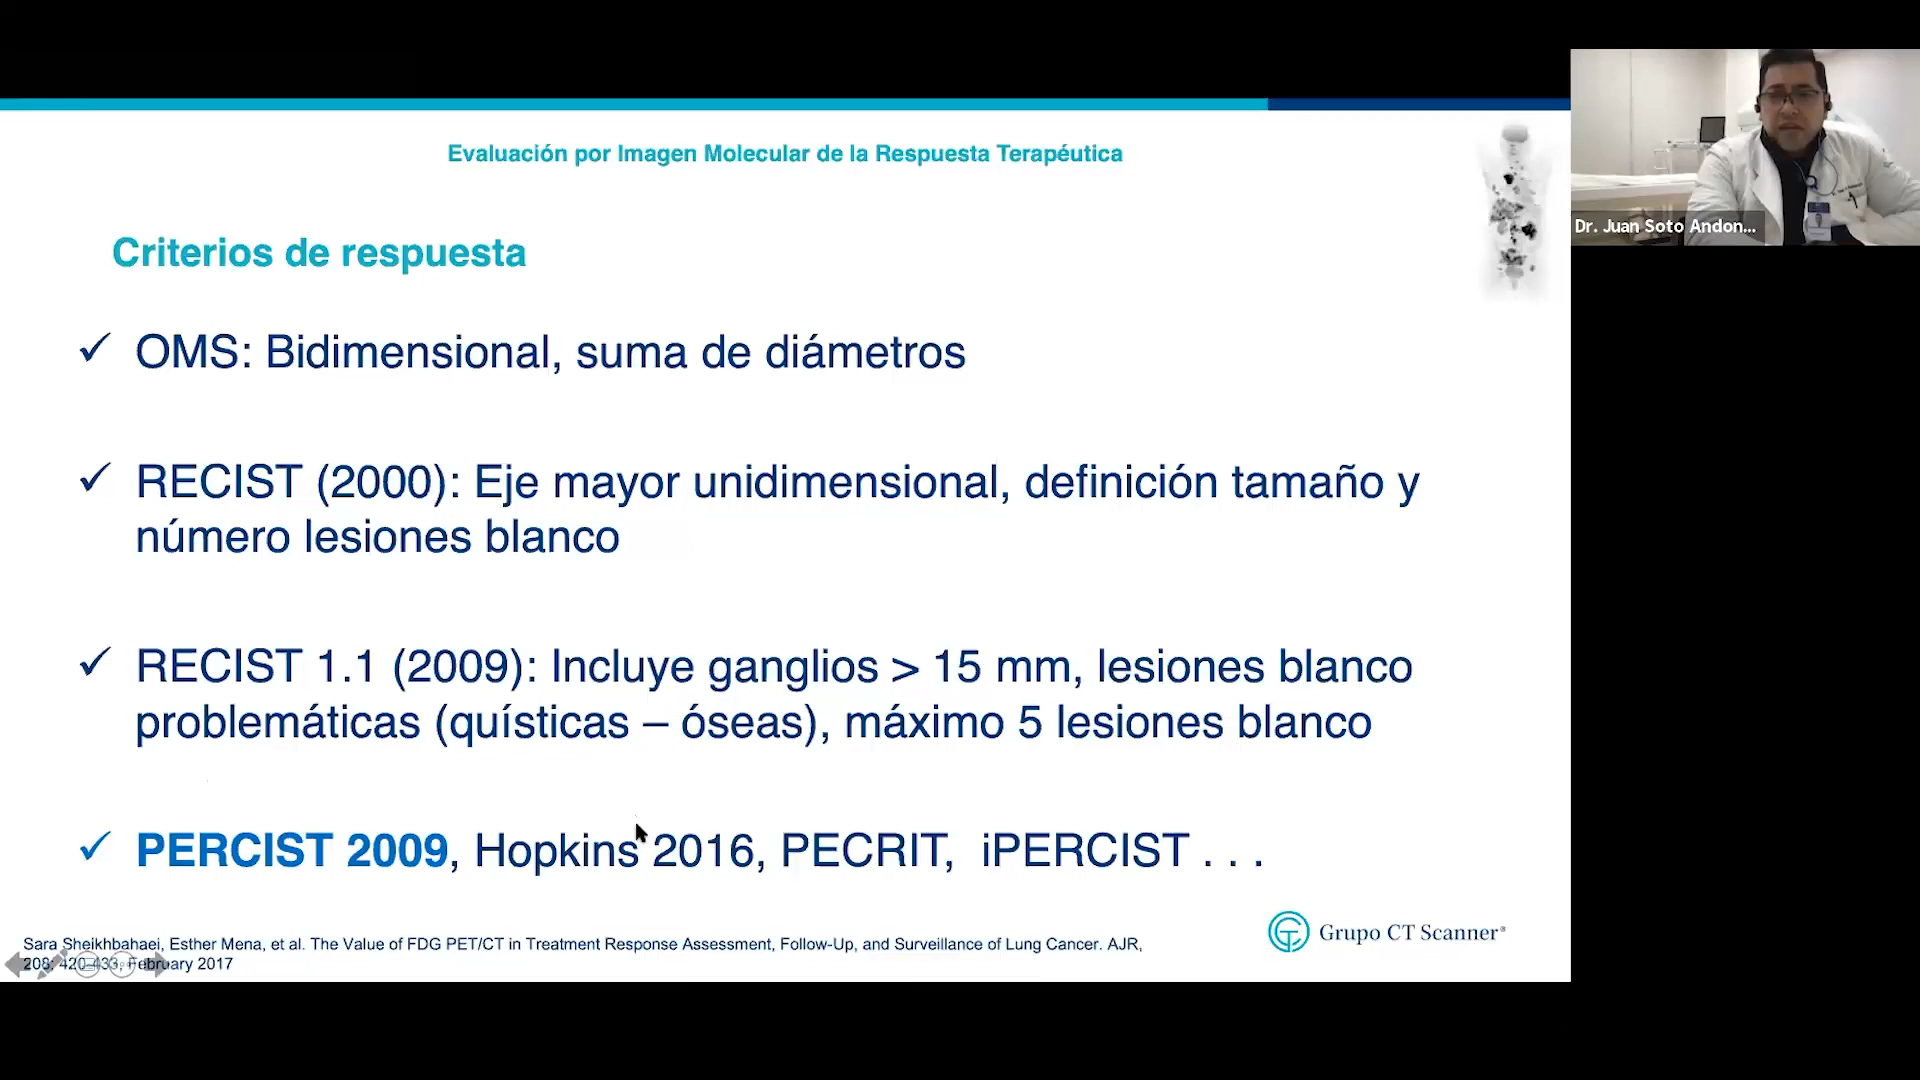 Evaluación por Imagen Molecular de la Respuesta Terapéutica
Dr. Juan Soto Andon...
Criterios de respuesta
✓ OMS: Bidimensional, suma de diámetros
✓ RECIST (2000): Eje mayor unidimensional, definición tamaño y
número lesiones blanco
✓ RECIST 1.1 (2009): Incluye ganglios > 15 mm, lesiones blanco
problemáticas (quísticas – óseas), máximo 5 lesiones blanco
✓ PERCIST 2009, Hopkins 2016, PECRIT, iPERCIST . . .
Grupo CT Scanner®
Sara Sheikhbahaei, Esther Mena, et al. The Value of FDG PET/CT in Treatment Response Assessment, Follow-Up, and Surveillance of Lung Cancer. AJR,
208: 420-433, February 2017